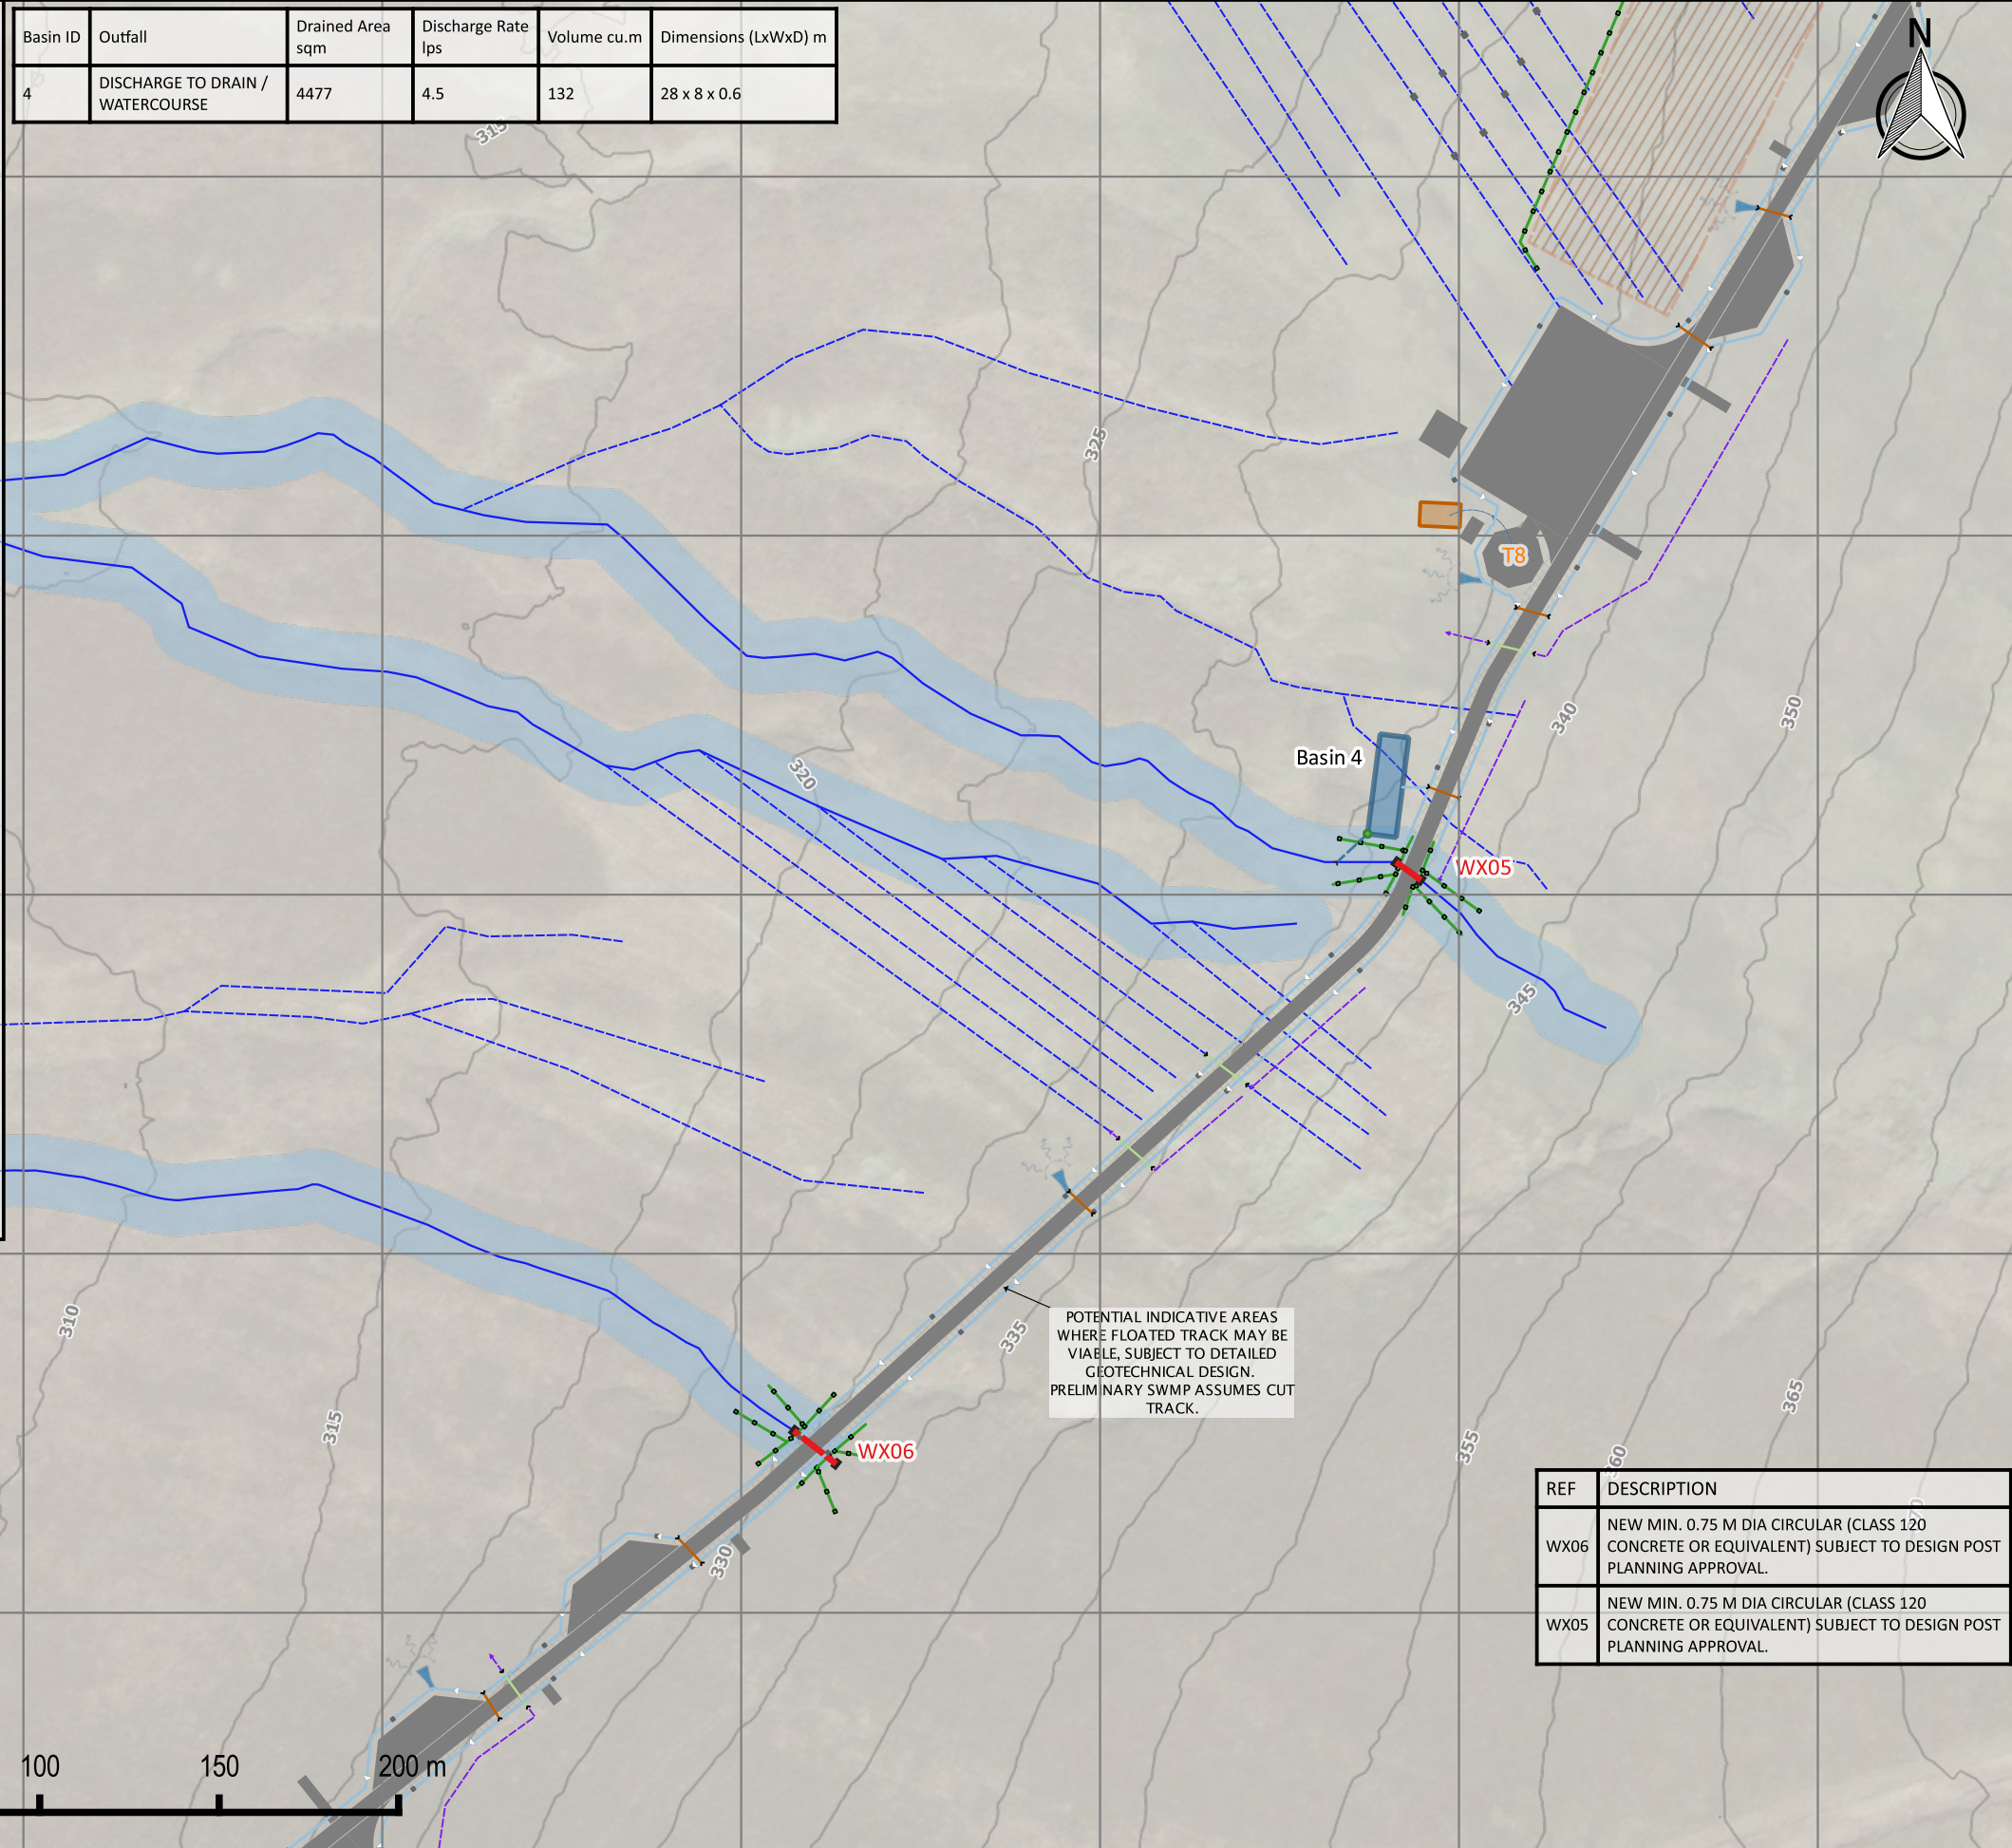 Basin ID
Outfall
Drained Area
sqm
Discharge Rate
lps
Volume cu.m
Dimensions (LxWxD) m
4
DISCHARGE TO DRAIN /
WATERCOURSE
4477
4.5
132
28 x 8 x 0.6
N
315
325
T8
340
350
Basin 4
320
WX05
345
310
335
POTENTIAL INDICATIVE AREAS
WHERE FLOATED TRACK MAY BE
VIABLE, SUBJECT TO DETAILED
GEOTECHNICAL DESIGN.
PRELIMINARY SWMP ASSUMES CUT
TRACK.
365
315
355
360
WX06
330
REF
DESCRIPTION
WX06
NEW MIN. 0.75 M DIA CIRCULAR (CLASS 120
CONCRETE OR EQUIVALENT) SUBJECT TO DESIGN POST
PLANNING APPROVAL.
WX05
NEW MIN. 0.75 M DIA CIRCULAR (CLASS 120
CONCRETE OR EQUIVALENT) SUBJECT TO DESIGN POST
PLANNING APPROVAL.
100
150
200 m